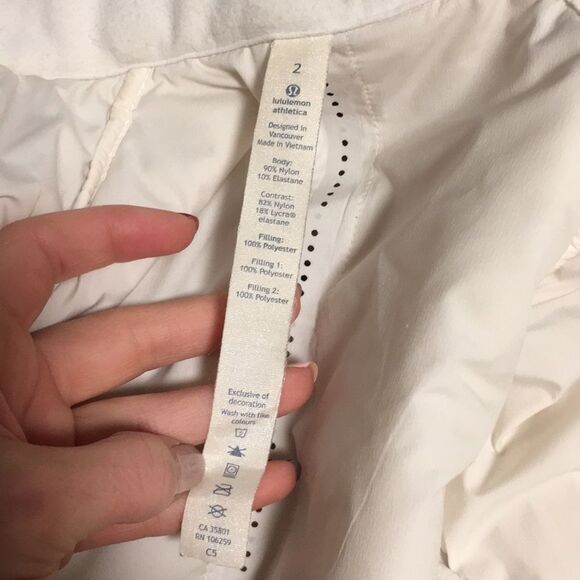 2
lululemon
athletica
Designed in
Vancouver
Made in Vietnam
Body:
90% Nylon
10% Elastane
Contrast:
82% Nylon
18% Lycra®
elastane
Filling:
100% Polyester
Filling 1:
100% Polyester
Filling 2:
100% Polyester
Exclusive of
decoration
Wash with like
colours
CA 35801
RN 106259
C5